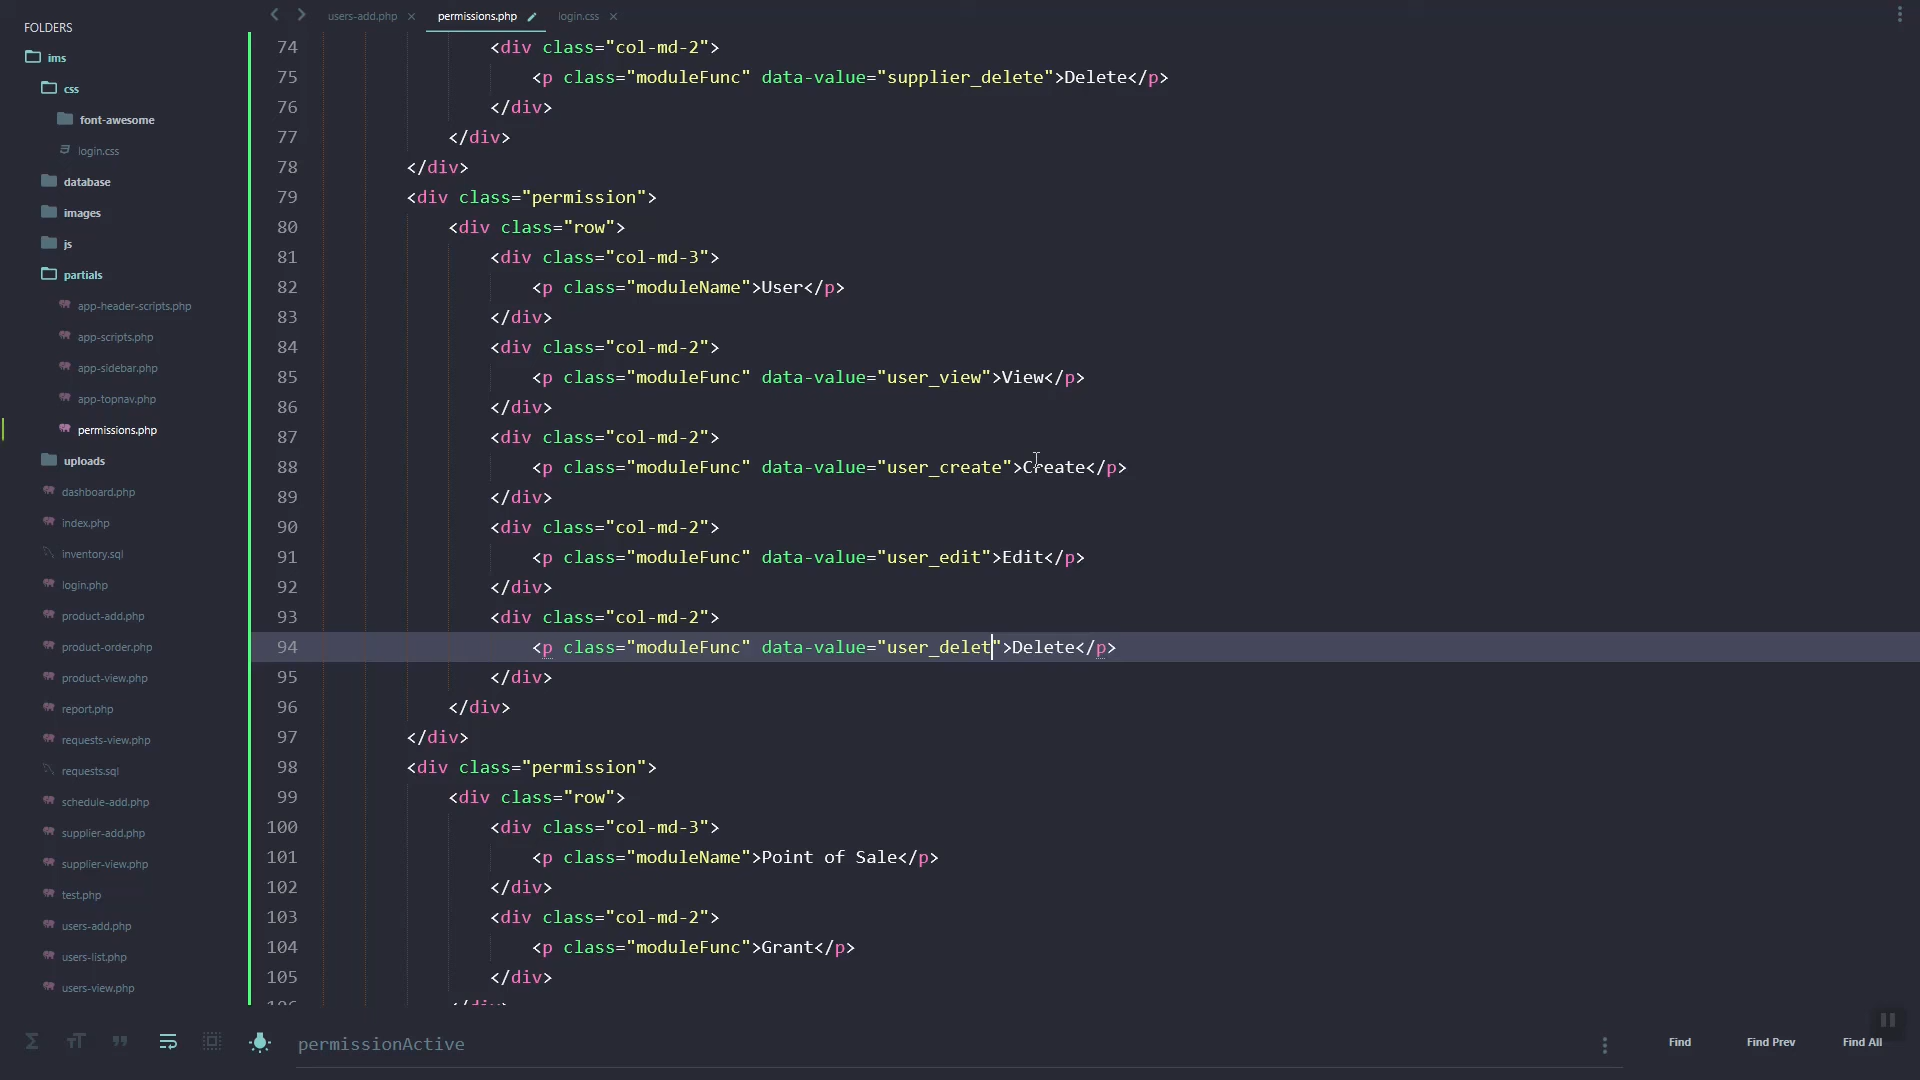 FOLDERS
ims
css
font-awesome
login.css
database
images
js
partials
app-header-scripts.php
app-scripts.php
app-sidebar.php
app-topnav.php
permissions.php
uploads
dashboard.php
index.php
inventory.sql
login.php
product-add.php
product-order.php
product-view.php
report.php
requests-view.php
requests.sql
schedule-add.php
supplier-add.php
supplier-view.php
test.php
users-add.php
users-list.php
users-view.php
users-add.php permissions.php login.css
74 <div class="col-md-2">
75 <p class="moduleFunc" data-value="supplier_delete">Delete</p>
76 </div>
77 </div>
78 </div>
79 <div class="permission">
80 <div class="row">
81 <div class="col-md-3">
82 <p class="moduleName">User</p>
83 </div>
84 <div class="col-md-2">
85 <p class="moduleFunc" data-value="user_view">View</p>
86 </div>
87 <div class="col-md-2">
88 <p class="moduleFunc" data-value="user_create">Create</p>
89 </div>
90 <div class="col-md-2">
91 <p class="moduleFunc" data-value="user_edit">Edit</p>
92 </div>
93 <div class="col-md-2">
94 <p class="moduleFunc" data-value="user_delet">Delete</p>
95 </div>
96 </div>
97 </div>
98 <div class="permission">
99 <div class="row">
100 <div class="col-md-3">
101 <p class="moduleName">Point of Sale</p>
102 </div>
103 <div class="col-md-2">
104 <p class="moduleFunc">Grant</p>
105 </div>
106 </div>
permissionActive
Find Find Prev Find All